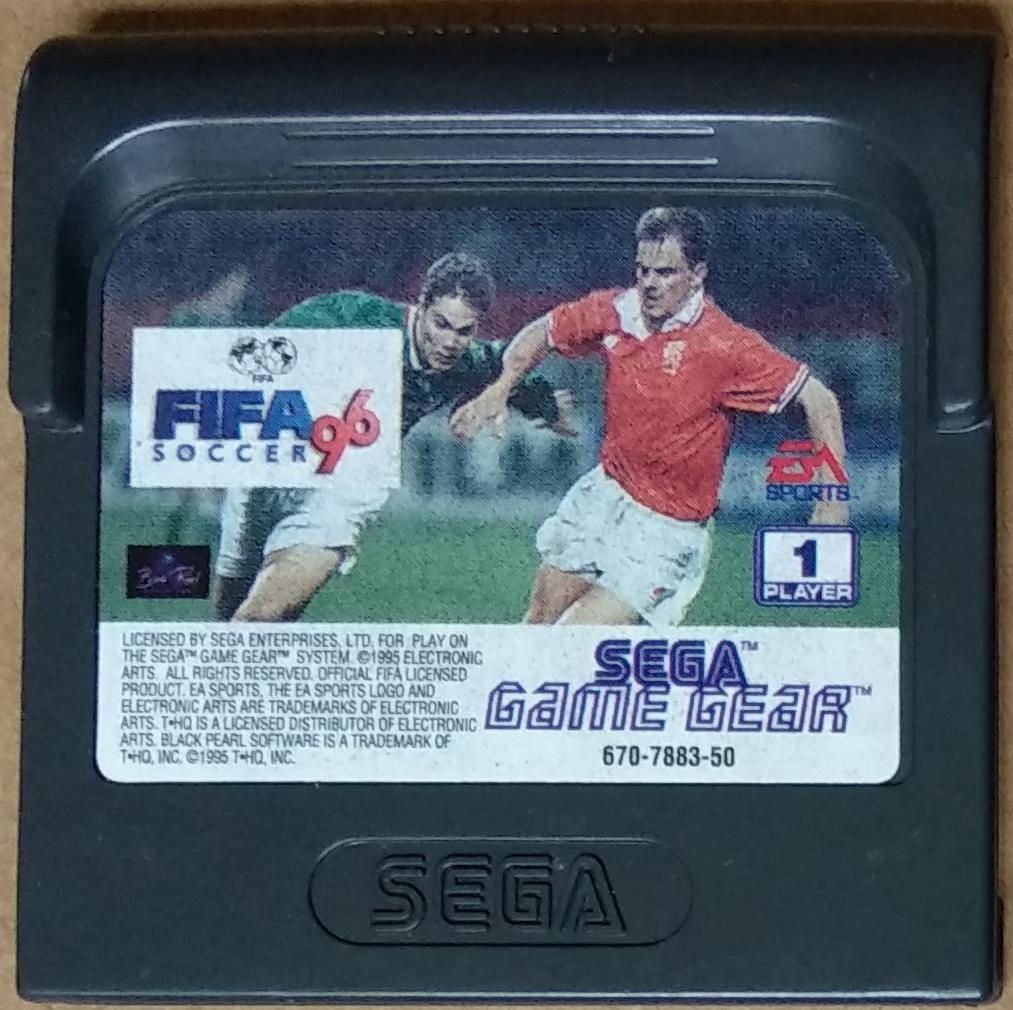 FIFA
FIFA
SOCCER 96
EA
SPORTS™
1
PLAYER
LICENSED BY SEGA ENTERPRISES, LTD. FOR PLAY ON
THE SEGA™ GAME GEAR™ SYSTEM. ©1995 ELECTRONIC
ARTS. ALL RIGHTS RESERVED. OFFICIAL FIFA LICENSED
PRODUCT. EA SPORTS, THE EA SPORTS LOGO AND
ELECTRONIC ARTS ARE TRADEMARKS OF ELECTRONIC
ARTS. T•HQ IS A LICENSED DISTRIBUTOR OF ELECTRONIC
ARTS. BLACK PEARL SOFTWARE IS A TRADEMARK OF
T•HQ, INC. ©1995 T•HQ, INC.
SEGA™
GAME GEAR™
670-7883-50
SEGA